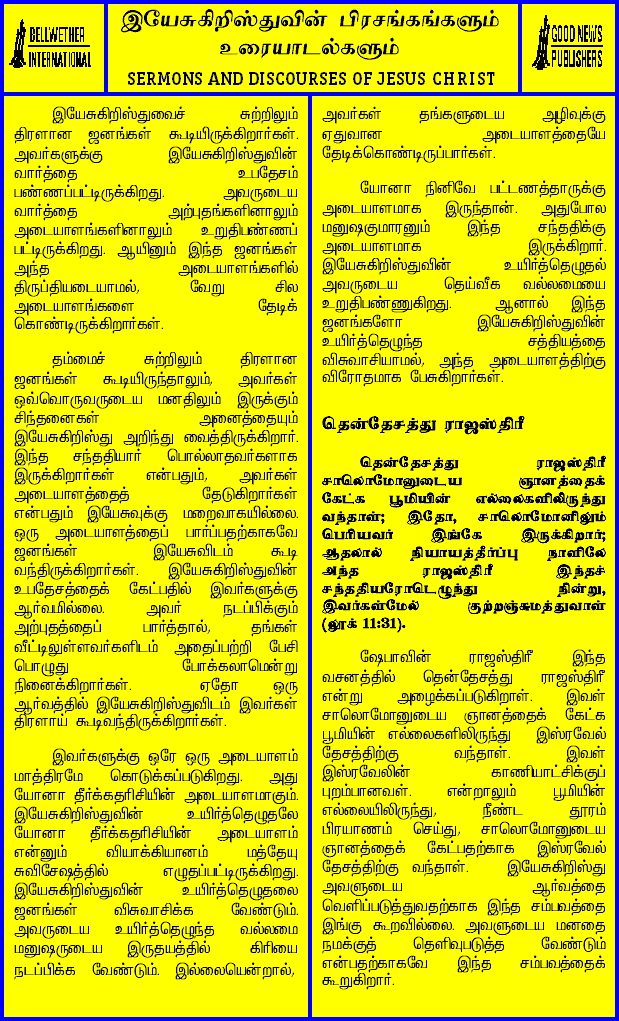 BELLWETHER
INTERNATIONAL
இயேசுகிறிஸ்துவின் பிரசங்கங்களும்
உரையாடல்களும்
SERMONS AND DISCOURSES OF JESUS CHRIST
GOOD NEWS
PUBLISHERS
இயேசுகிறிஸ்துவைச் சுற்றிலும்
திரளான ஜனங்கள் கூடியிருக்கிறார்கள்.
அவர்களுக்கு இயேசுகிறிஸ்துவின்
வார்த்தை உபதேசம்
பண்ணப்பட்டிருக்கிறது. அவருடைய
வார்த்தை அற்புதங்களினாலும்
அடையாளங்களினாலும் உறுதிபண்ணப்
பட்டிருக்கிறது. ஆயினும் இந்த ஜனங்கள்
அந்த அடையாளங்களில்
திருப்தியடையாமல், வேறு சில
அடையாளங்களை தேடிக்
கொண்டிருக்கிறார்கள்.
தம்மைச் சுற்றிலும் திரளான
ஜனங்கள் கூடியிருந்தாலும், அவர்கள்
ஒவ்வொருவருடைய மனதிலும் இருக்கும்
சிந்தனைகள் அனைத்தையும்
இயேசுகிறிஸ்து அறிந்து வைத்திருக்கிறார்.
இந்த சந்ததியார் பொல்லாதவர்களாக
இருக்கிறார்கள் என்பதும், அவர்கள்
அடையாளத்தைத் தேடுகிறார்கள்
என்பதும் இயேசுவுக்கு மறைவாகயில்லை.
ஒரு அடையாளத்தைப் பார்ப்பதற்காகவே
ஜனங்கள் இயேசுவிடம் கூடி
வந்திருக்கிறார்கள். இயேசுகிறிஸ்துவின்
உபதேசத்தைக் கேட்பதில் இவர்களுக்கு
ஆர்வமில்லை. அவர் நடப்பிக்கும்
அற்புதத்தைப் பார்த்தால், தங்கள்
வீட்டிலுள்ளவர்களிடம் அதைப்பற்றி பேசி
பொழுது போக்கலாமென்று
நினைக்கிறார்கள். ஏதோ ஒரு
ஆர்வத்தில் இயேசுகிறிஸ்துவிடம் இவர்கள்
திரளாய் கூடிவந்திருக்கிறார்கள்.
இவர்களுக்கு ஒரே ஒரு அடையாளம்
மாத்திரமே கொடுக்கப்படுகிறது. அது
யோனா தீர்க்கதரிசியின் அடையாளமாகும்.
இயேசுகிறிஸ்துவின் உயிர்த்தெழுதலே
யோனா தீர்க்கதரிசியின் அடையாளம்
என்னும் வியாக்கியானம் மத்தேயு
சுவிசேஷத்தில் எழுதப்பட்டிருக்கிறது.
இயேசுகிறிஸ்துவின் உயிர்த்தெழுதலை
ஜனங்கள் விசுவாசிக்க வேண்டும்.
அவருடைய உயிர்த்தெழுந்த வல்லமை
மனுஷருடைய இருதயத்தில் கிரியை
நடப்பிக்க வேண்டும். இல்லையென்றால்,
அவர்கள் தங்களுடைய அழிவுக்கு
ஏதுவான அடையாளத்தையே
தேடிக்கொண்டிருப்பார்கள்.
யோனா நினிவே பட்டணத்தாருக்கு
அடையாளமாக இருந்தான். அதுபோல
மனுஷகுமாரனும் இந்த சந்ததிக்கு
அடையாளமாக இருக்கிறார்.
இயேசுகிறிஸ்துவின் உயிர்த்தெழுதல்
அவருடைய தெய்வீக வல்லமையை
உறுதிபண்ணுகிறது. ஆனால் இந்த
ஜனங்களோ இயேசுகிறிஸ்துவின்
உயிர்த்தெழுந்த சத்தியத்தை
விசுவாசியாமல், அந்த அடையாளத்திற்கு
விரோதமாக பேசுகிறார்கள்.
தென்தேசத்து ராஜஸ்திரீ
தென்தேசத்து ராஜஸ்திரீ
சாலொமோனுடைய ஞானத்தைக்
கேட்க பூமியின் எல்லைகளிலிருந்து
வந்தாள்; இதோ, சாலொமோனிலும்
பெரியவர் இங்கே இருக்கிறார்;
ஆதலால் நியாயத்தீர்ப்பு நாளிலே
அந்த ராஜஸ்திரீ இந்தச்
சந்ததியாரோடெழுந்து நின்று,
இவர்கள்மேல் குற்றஞ்சுமத்துவாள்
(லூக் 11:31).
ஷேபாவின் ராஜஸ்திரீ இந்த
வசனத்தில் தென்தேசத்து ராஜஸ்திரீ
என்று அழைக்கப்படுகிறாள். இவள்
சாலொமோனுடைய ஞானத்தைக் கேட்க
பூமியின் எல்லைகளிலிருந்து இஸ்ரவேல்
தேசத்திற்கு வந்தாள். இவள்
இஸ்ரவேலின் காணியாட்சிக்குப்
புறம்பானவள். என்றாலும் பூமியின்
எல்லையிலிருந்து, நீண்ட தூரம்
பிரயாணம் செய்து, சாலொமோனுடைய
ஞானத்தைக் கேட்பதற்காக இஸ்ரவேல்
தேசத்திற்கு வந்தாள். இயேசுகிறிஸ்து
அவளுடைய ஆர்வத்தை
வெளிப்படுத்துவதற்காக இந்த சம்பவத்தை
இங்கு கூறவில்லை. அவளுடைய மனதை
நமக்குத் தெளிவுபடுத்த வேண்டும்
என்பதற்காகவே இந்த சம்பவத்தைக்
கூறுகிறார்.